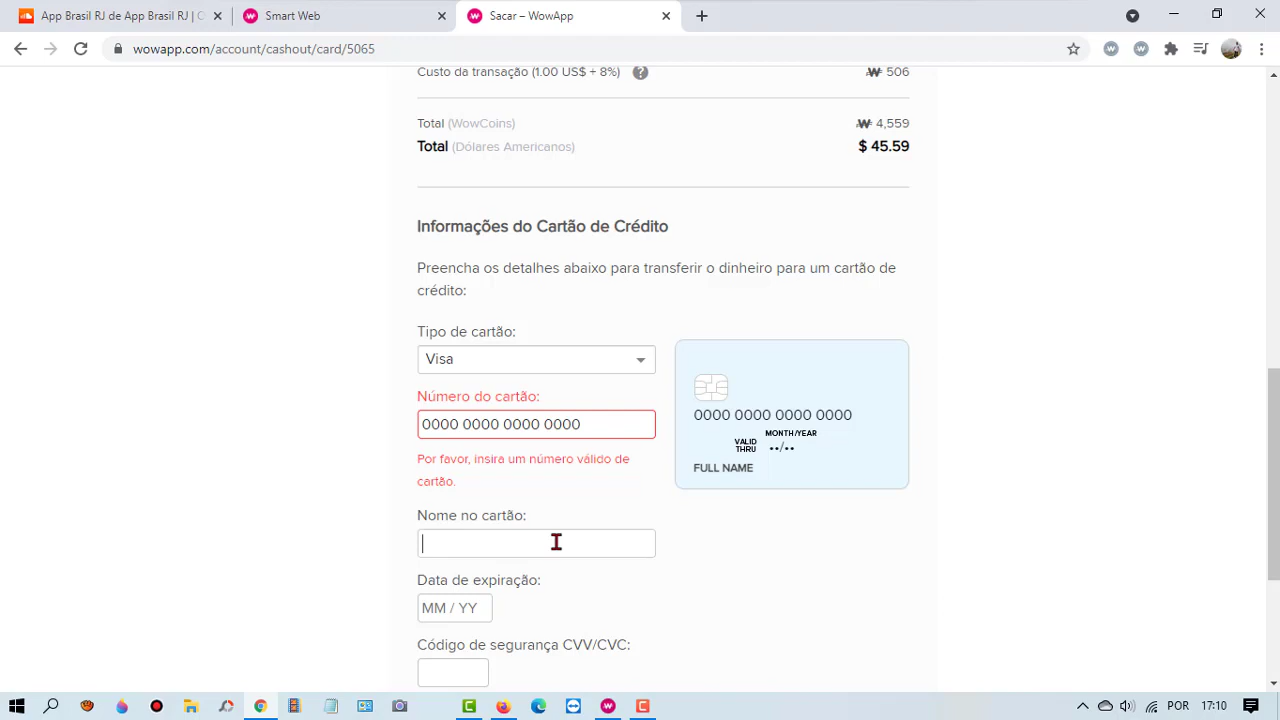 App Brasil RJ de App Brasil RJ | G
Smart Web
Sacar – WowApp
wowapp.com/account/cashout/card/5065
Custo da transação (1.00 US$ + 8%) ? 506
Total (WowCoins) 4,559
Total (Dólares Americanos) $ 45.59
Informações do Cartão de Crédito
Preencha os detalhes abaixo para transferir o dinheiro para um cartão de
crédito:
Tipo de cartão:
Visa
Número do cartão:
0000 0000 0000 0000
Por favor, insira um número válido de
cartão.
0000 0000 0000 0000
MONTH/YEAR
VALID
THRU ••/••
FULL NAME
Nome no cartão:
Data de expiração:
MM / YY
Código de segurança CVV/CVC:
POR 17:10